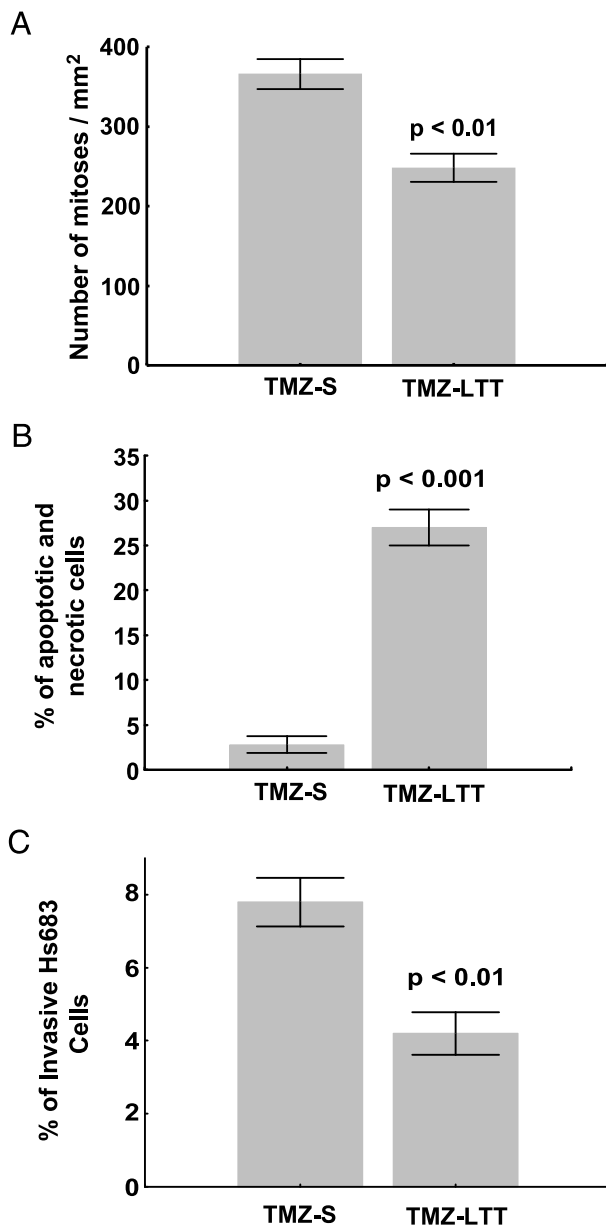 A
Number of mitoses / mm²
400
300
200
100
0
p < 0.01
TMZ-S
TMZ-LTT
B
% of apoptotic and
necrotic cells
35
30
25
20
15
10
5
0
p < 0.001
TMZ-S
TMZ-LTT
C
% of Invasive Hs683
Cells
8
6
4
2
0
p < 0.01
TMZ-S
TMZ-LTT